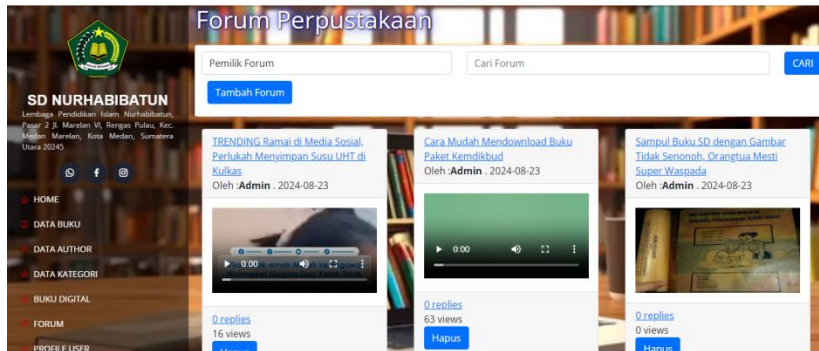 Forum Perpustakaan
SD NURHABIBATUN
Lembaga Pendidikan Islam Nurhabibatun,
Pasar 2 Jl. Marelan VI, Rengas Pulau, Kec.
Medan Marelan, Kota Medan, Sumatera
Utara 20245
HOME
DATA BUKU
DATA AUTHOR
DATA KATEGORI
BUKU DIGITAL
FORUM
PROFILE USER
Pemilik Forum
Cari Forum
CARI
Tambah Forum
TRENDING Ramai di Media Sosial,
Perlukah Menyimpan Susu UHT di
Kulkas
Oleh :Admin . 2024-08-23
0:00
0 replies
16 views
Hapus
Cara Mudah Mendownload Buku
Paket Kemdikbud
Oleh :Admin . 2024-08-23
0:00
0 replies
63 views
Hapus
Sampul Buku SD dengan Gambar
Tidak Senonoh, Orangtua Mesti
Super Waspada
Oleh :Admin . 2024-08-23
0 replies
0 views
Hapus